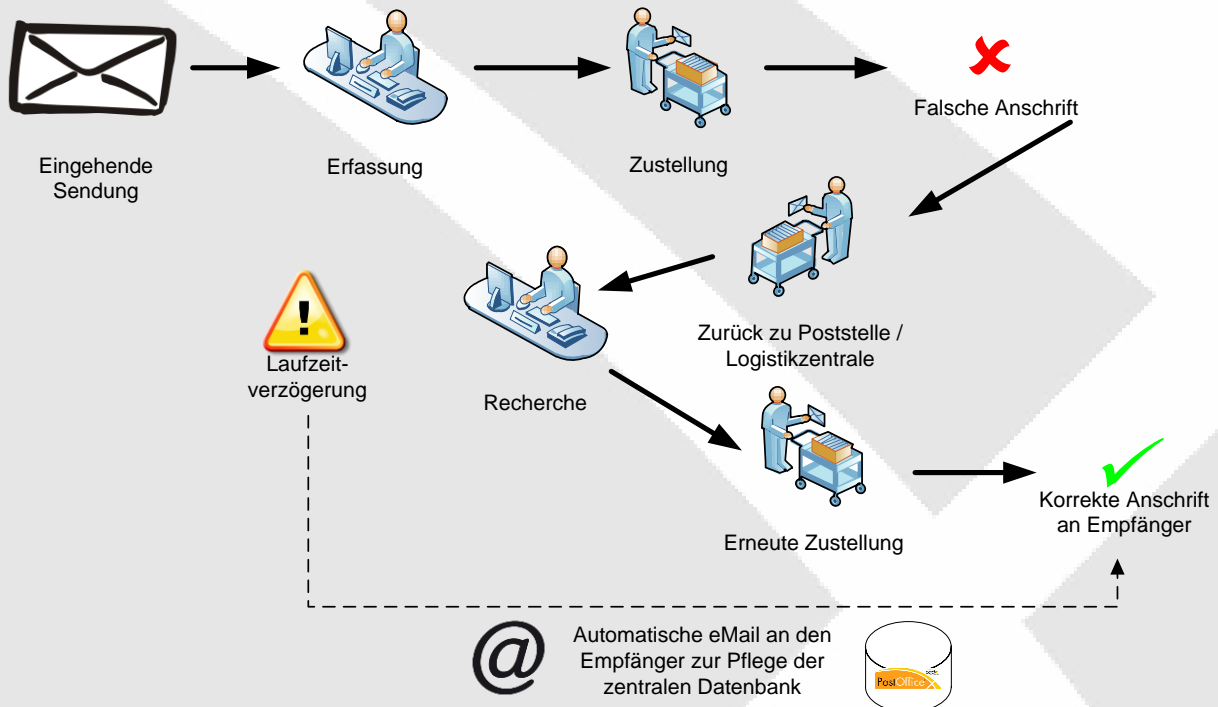 Falsche Anschrift
Eingehende
Sendung
Erfassung
Zustellung
Laufzeit-
verzögerung
Recherche
Zurück zu Poststelle /
Logistikzentrale
Erneute Zustellung
Korrekte Anschrift
an Empfänger
@
Automatische eMail an den
Empfänger zur Pflege der
zentralen Datenbank
PostOffice X